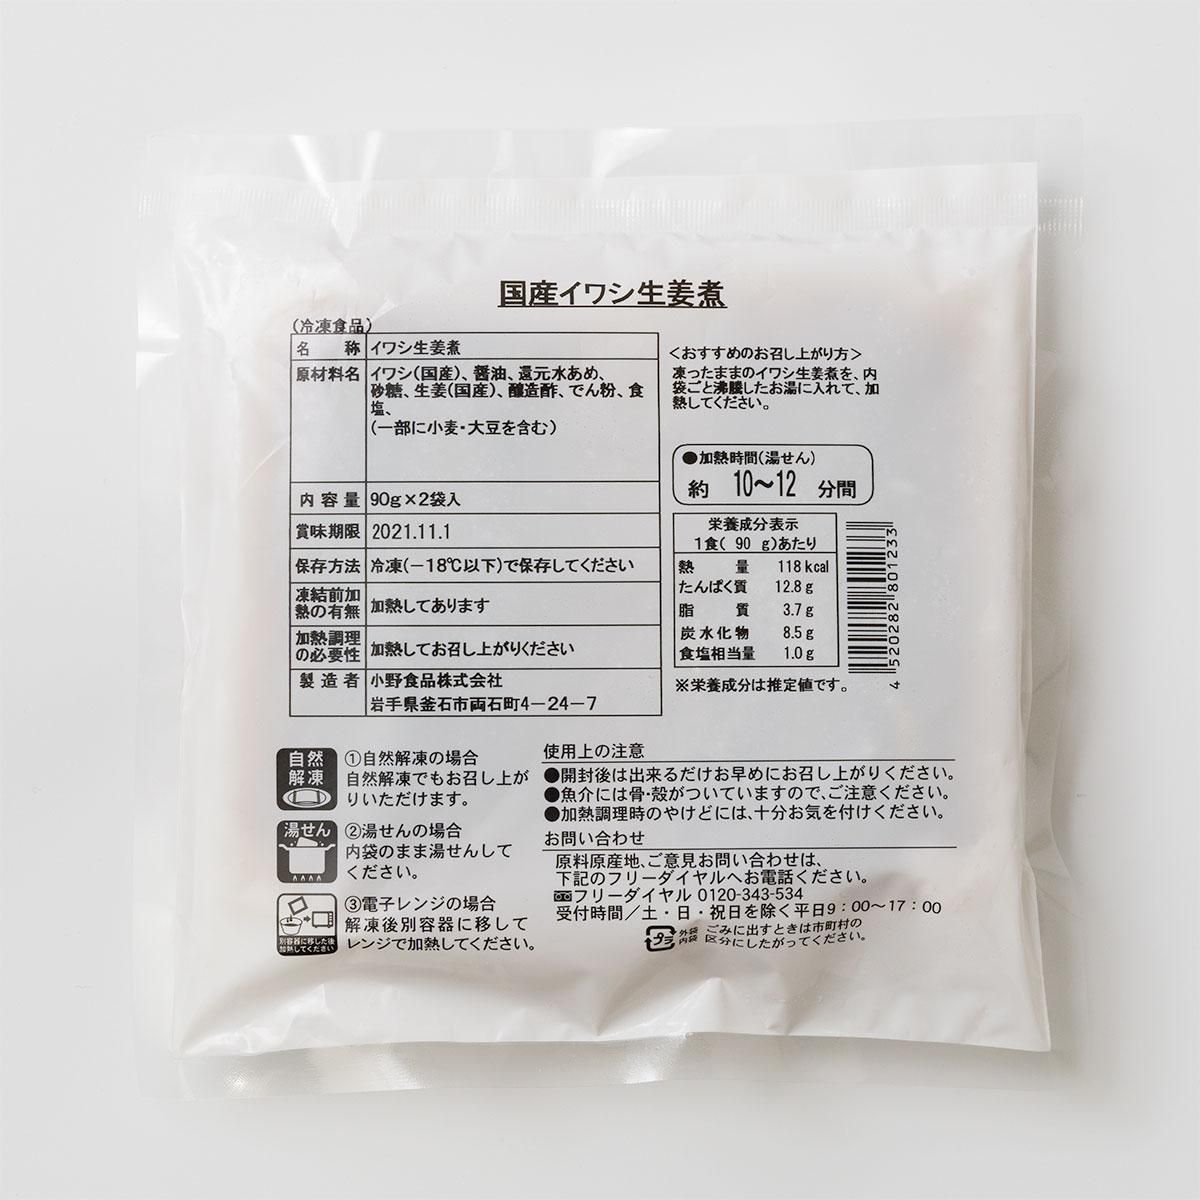 国産イワシ生姜煮
(冷凍食品)
名称 イワシ生姜煮
原材料名 イワシ(国産)、醤油、還元水あめ、
砂糖、生姜(国産)、醸造酢、でん粉、食
塩、
(一部に小麦・大豆を含む)
内容量 90g×2袋入
賞味期限 2021.11.1
保存方法 冷凍(-18℃以下)で保存してください
凍結前加
熱の有無 加熱してあります
加熱調理
の必要性 加熱してお召し上がりください
製造者 小野食品株式会社
岩手県釜石市両石町4-24-7
<おすすめのお召し上がり方>
凍ったままのイワシ生姜煮を、内
袋ごと沸騰したお湯に入れて、加
熱してください。
●加熱時間(湯せん)
約 10~12 分間
栄養成分表示
1食( 90 g)あたり
熱量 118kcal
たんぱく質 12.8g
脂質 3.7g
炭水化物 8.5g
食塩相当量 1.0g
※栄養成分は推定値です。
4520282801233
自然
解凍
①自然解凍の場合
自然解凍でもお召し上が
りいただけます。
湯せん
②湯せんの場合
内袋のまま湯せんして
ください。
別容器に移した後
加熱してください
③電子レンジの場合
解凍後別容器に移して
レンジで加熱してください。
使用上の注意
●開封後は出来るだけお早めにお召し上がりください。
●魚介には骨・殻がついていますので、ご注意ください。
●加熱調理時のやけどには、十分お気を付けください。
お問い合わせ
原料原産地、ご意見お問い合わせは、
下記のフリーダイヤルへお電話ください。
フリーダイヤル 0120-343-534
受付時間/土・日・祝日を除く平日9:00~17:00
プラ
外袋
内袋
ごみに出すときは市町村の
区分にしたがってください。